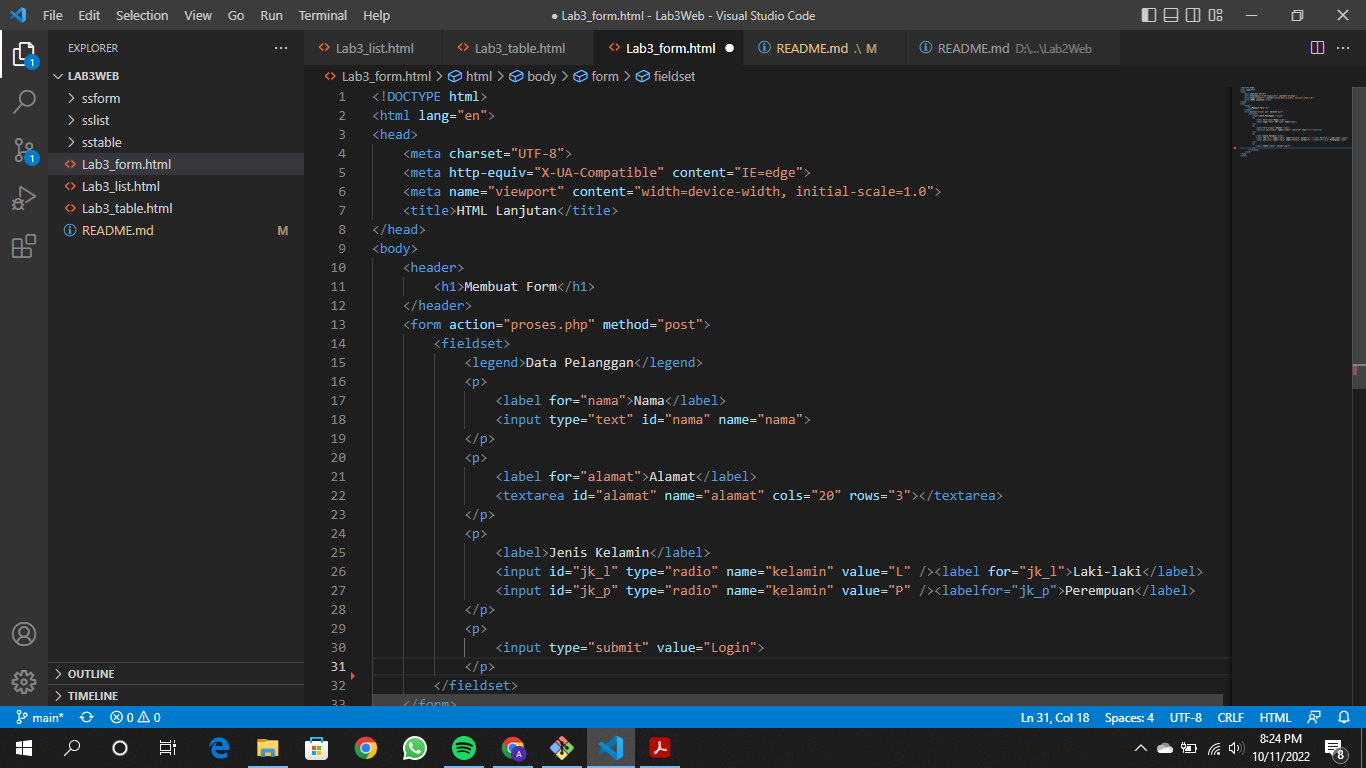 File Edit Selection View Go Run Terminal Help
● Lab3_form.html - Lab3Web - Visual Studio Code
EXPLORER
LAB3WEB
ssform
sslist
sstable
Lab3_form.html
Lab3_list.html
Lab3_table.html
README.md M
OUTLINE
TIMELINE
1
1
Lab3_list.html Lab3_table.html Lab3_form.html ● README.md .\ M README.md D:\...\Lab2Web
Lab3_form.html > html > body > form > fieldset
1 <!DOCTYPE html>
2 <html lang="en">
3 <head>
4 <meta charset="UTF-8">
5 <meta http-equiv="X-UA-Compatible" content="IE=edge">
6 <meta name="viewport" content="width=device-width, initial-scale=1.0">
7 <title>HTML Lanjutan</title>
8 </head>
9 <body>
10 <header>
11 <h1>Membuat Form</h1>
12 </header>
13 <form action="proses.php" method="post">
14 <fieldset>
15 <legend>Data Pelanggan</legend>
16 <p>
17 <label for="nama">Nama</label>
18 <input type="text" id="nama" name="nama">
19 </p>
20 <p>
21 <label for="alamat">Alamat</label>
22 <textarea id="alamat" name="alamat" cols="20" rows="3"></textarea>
23 </p>
24 <p>
25 <label>Jenis Kelamin</label>
26 <input id="jk_l" type="radio" name="kelamin" value="L" /><label for="jk_l">Laki-laki</label>
27 <input id="jk_p" type="radio" name="kelamin" value="P" /><labelfor="jk_p">Perempuan</label>
28 </p>
29 <p>
30 <input type="submit" value="Login">
31 </p>
32 </fieldset>
33 </form>
main* 0 0 Ln 31, Col 18 Spaces: 4 UTF-8 CRLF HTML
8:24 PM
10/11/2022
8